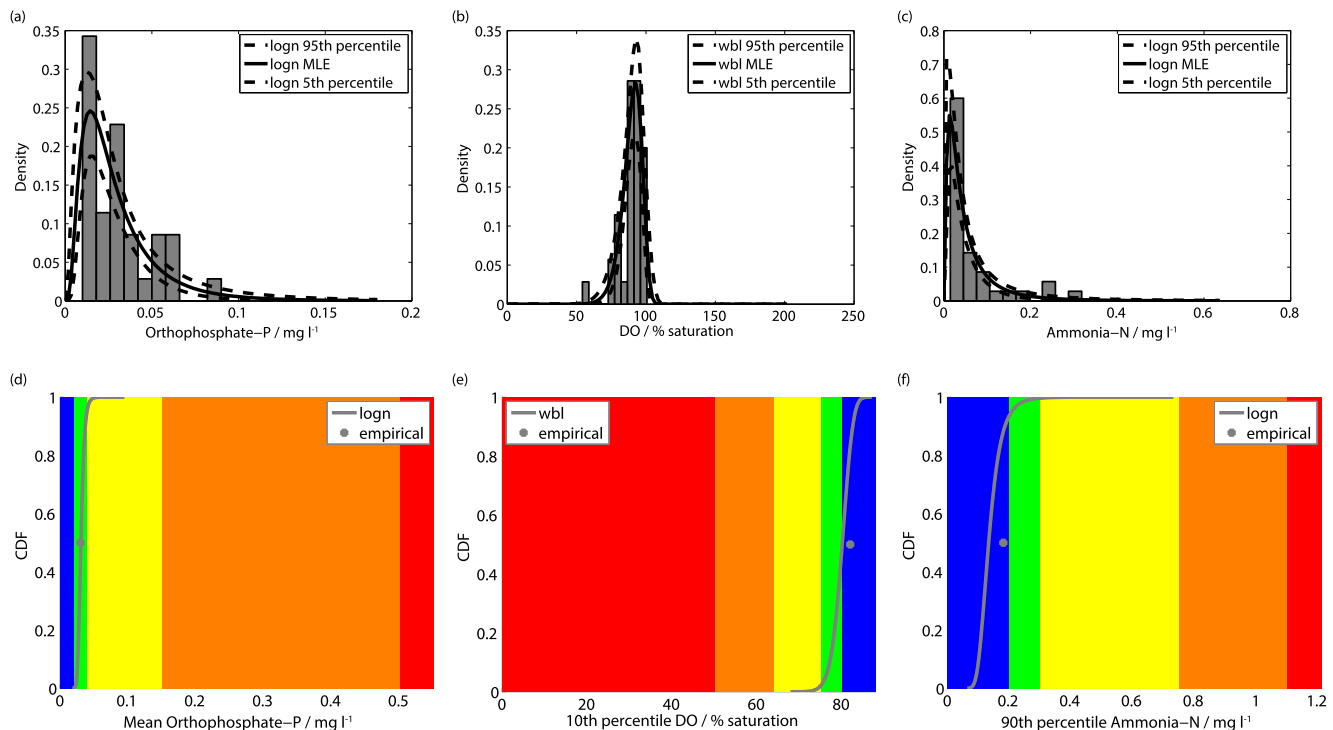 (a)
0.35
0.3
0.25
0.2
0.15
0.1
0.05
0
Density
logn 95th percentile
logn MLE
logn 5th percentile
0 0.05 0.1 0.15 0.2
Orthophosphate−P / mg l-1
(b)
0.35
0.3
0.25
0.2
0.15
0.1
0.05
0
Density
wbl 95th percentile
wbl MLE
wbl 5th percentile
0 50 100 150 200 250
DO / % saturation
(c)
0.8
0.7
0.6
0.5
0.4
0.3
0.2
0.1
0
Density
logn 95th percentile
logn MLE
logn 5th percentile
0 0.2 0.4 0.6 0.8
Ammonia−N / mg l-1
(d)
1
0.8
0.6
0.4
0.2
0
CDF
logn
empirical
0 0.1 0.2 0.3 0.4 0.5
Mean Orthophosphate−P / mg l-1
(e)
1
0.8
0.6
0.4
0.2
0
CDF
wbl
empirical
0 20 40 60 80
10th percentile DO / % saturation
(f)
1
0.8
0.6
0.4
0.2
0
CDF
logn
empirical
0 0.2 0.4 0.6 0.8 1 1.2
90th percentile Ammonia−N / mg l-1